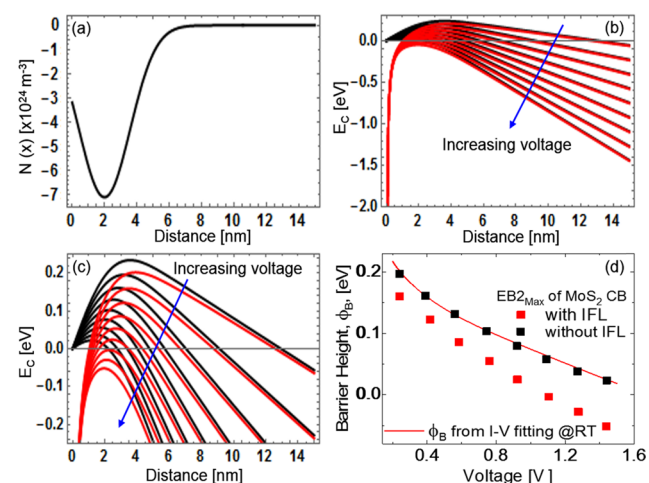 (a)
N (x) [x10²⁴ m⁻³]
0
-1
-2
-3
-4
-5
-6
-7
0 2 4 6 8 10 12 14
Distance [nm]
(b)
E_C [eV]
0.0
-0.5
-1.0
-1.5
-2.0
Increasing voltage
0 2 4 6 8 10 12 14
Distance [nm]
(c)
E_C [eV]
0.2
0.1
0.0
-0.1
-0.2
Increasing voltage
0 2 4 6 8 10 12 14
Distance [nm]
(d)
Barrier Height, ϕ_B, [eV]
0.2
0.1
0.0
EB2_Max of MoS₂ CB
with IFL
without IFL
ϕ_B from I-V fitting @RT
0.4 0.8 1.2 1.6
Voltage [V ]